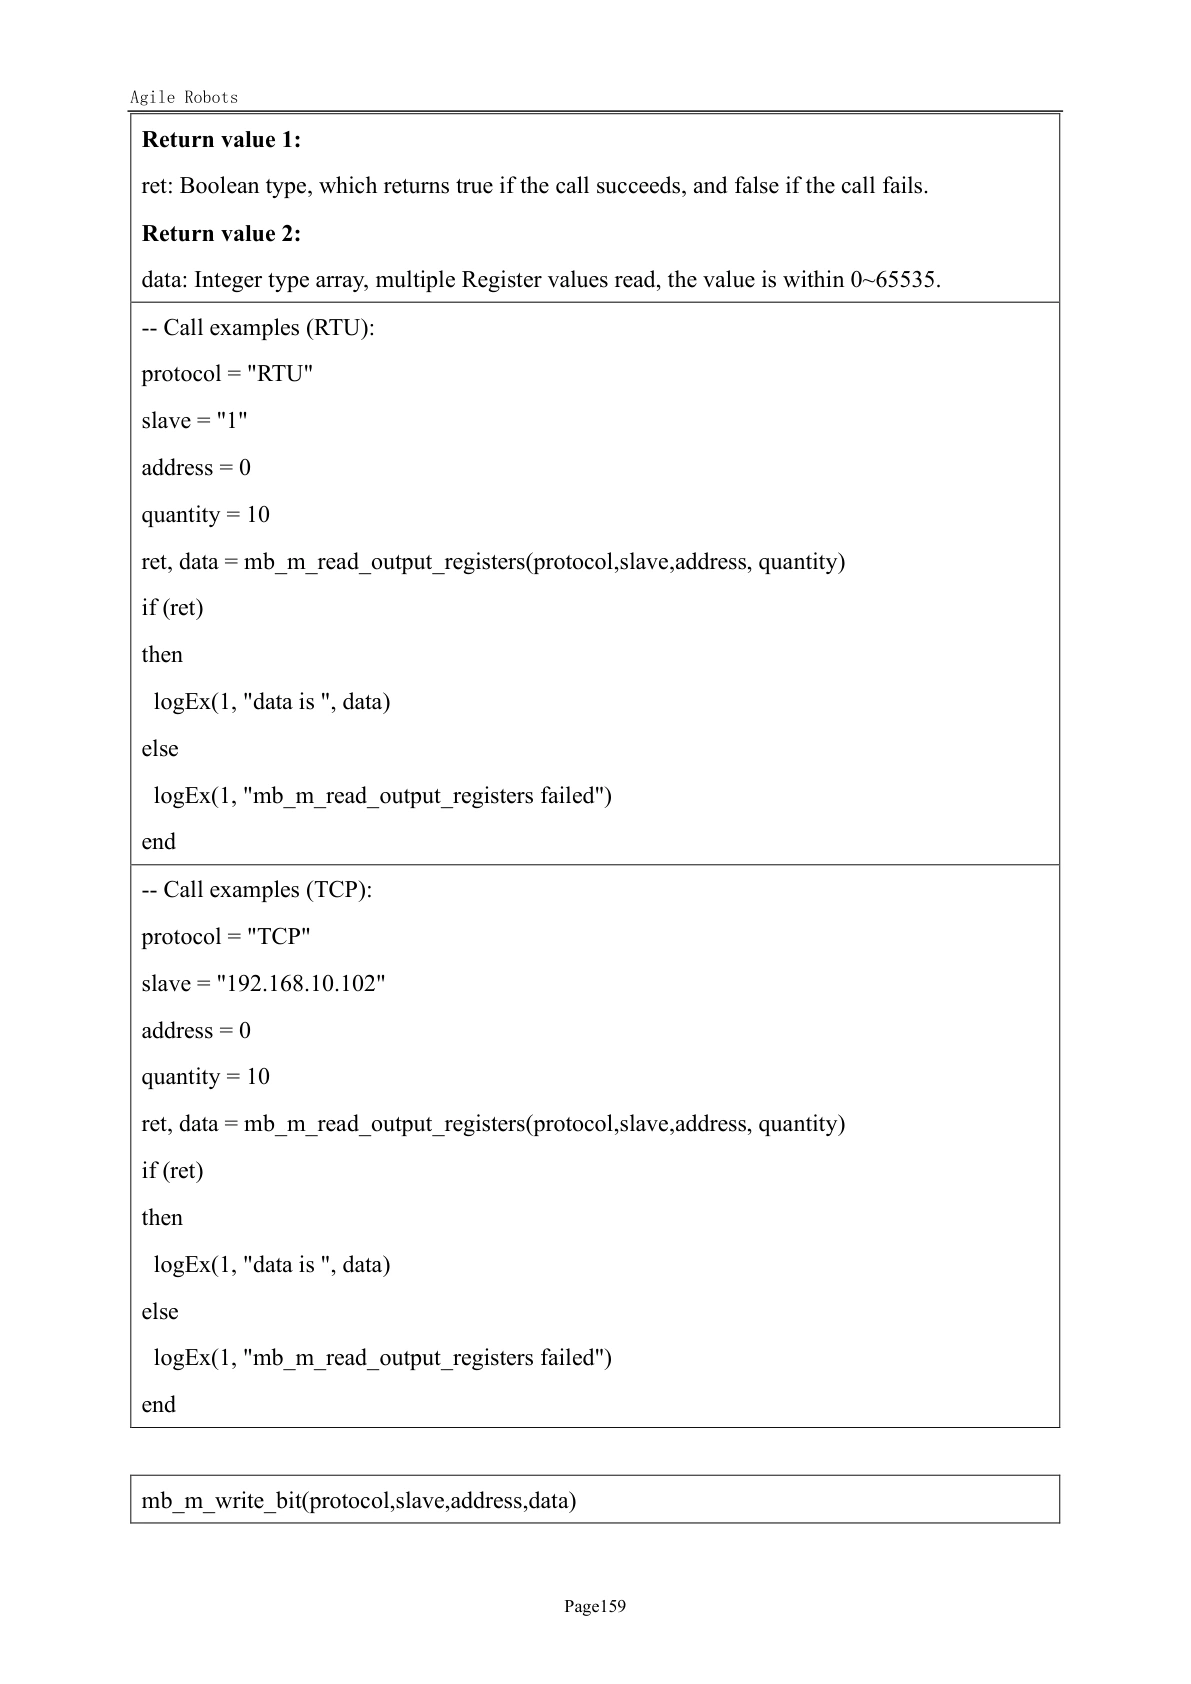 Agile Robots
Return value 1:
ret: Boolean type, which returns true if the call succeeds, and false if the call fails.
Return value 2:
data: Integer type array, multiple Register values read, the value is within 0~65535.
-- Call examples (RTU):
protocol = "RTU"
slave = "1"
address = 0
quantity = 10
ret, data = mb_m_read_output_registers(protocol,slave,address, quantity)
if (ret)
then
  logEx(1, "data is ", data)
else
  logEx(1, "mb_m_read_output_registers failed")
end
-- Call examples (TCP):
protocol = "TCP"
slave = "192.168.10.102"
address = 0
quantity = 10
ret, data = mb_m_read_output_registers(protocol,slave,address, quantity)
if (ret)
then
  logEx(1, "data is ", data)
else
  logEx(1, "mb_m_read_output_registers failed")
end
mb_m_write_bit(protocol,slave,address,data)
Page159